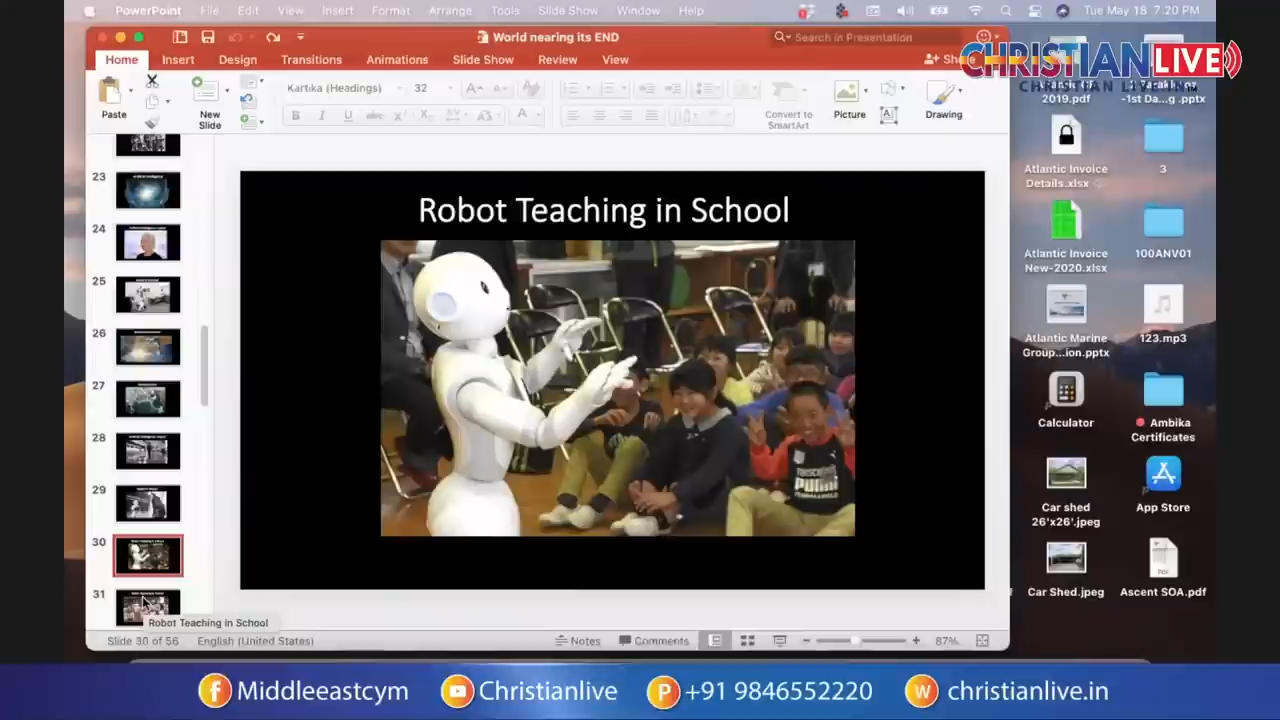 PowerPoint File Edit View Insert Format Arrange Tools Slide Show Window Help
Tue May 18 7:20 PM
World nearing its END
Search in Presentation
Home Insert Design Transitions Animations Slide Show Review View
Share
CHRISTIAN LIVE
Paste
New Slide
Kartika (Headings)
32
Convert to SmartArt
Picture
Drawing
2019.pdf
-1st Da...g .pptx
23
24
25
26
27
28
29
30
31
Robot Teaching in School
PUMA
Robot Teaching in School
Slide 30 of 56
English (United States)
Notes
Comments
87%
Atlantic Invoice
Details.xlsx
3
Atlantic Invoice
New-2020.xlsx
100ANV01
Atlantic Marine
Group...ion.pptx
123.mp3
Calculator
Ambika
Certificates
Car shed
26'x26'.jpeg
App Store
Car Shed.jpeg
Ascent SOA.pdf
Middleeastcym
Christianlive
+91 9846552220
christianlive.in